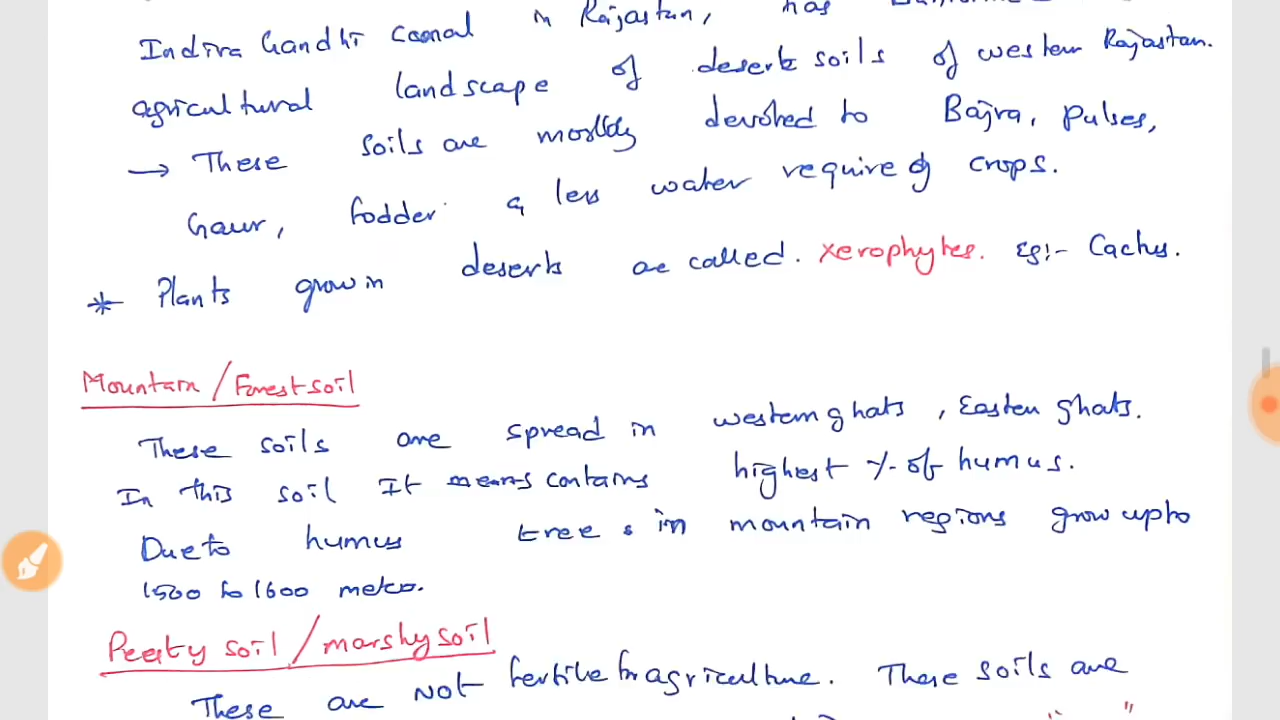 Indira Gandhi canal in Rajastan, has
agricultural landscape of desert soils of western Rajastan.
→ These soils are mostly devoted to Bajra, pulses,
Gaur, fodder & less water require of crops.
* Plants grow in deserts are called. Xerophytes. Eg:- Cactus.
Mountain / Forest soil
These soils are spread in western ghats, Eastern ghats.
In this soil It means contains highest % of humus.
Due to humus trees in mountain regions grow upto
1500 to 1600 meters.
Peaty soil / marshy soil
These are NOT fertile for agriculture. These soils are